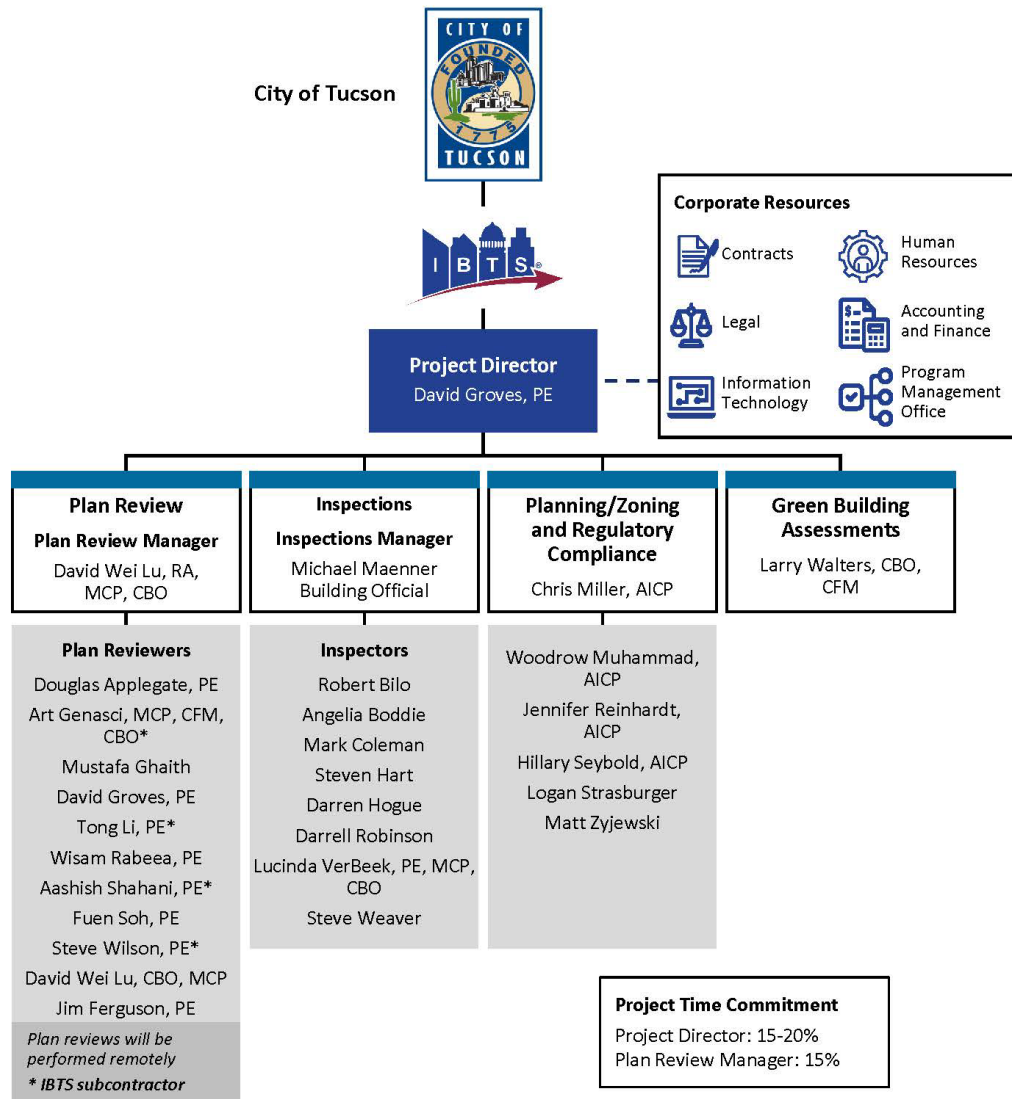 City of Tucson
CITY OF
FOUNDED
1775
TUCSON
IBTS®
Corporate Resources
Contracts
Human
Resources
Legal
Accounting
and Finance
Information
Technology
Program
Management
Office
Project Director
David Groves, PE
Plan Review
Plan Review Manager
David Wei Lu, RA,
MCP, CBO
Inspections
Inspections Manager
Michael Maenner
Building Official
Planning/Zoning
and Regulatory
Compliance
Chris Miller, AICP
Green Building
Assessments
Larry Walters, CBO,
CFM
Plan Reviewers
Douglas Applegate, PE
Art Genasci, MCP, CFM,
CBO*
Mustafa Ghaith
David Groves, PE
Tong Li, PE*
Wisam Rabeea, PE
Aashish Shahani, PE*
Fuen Soh, PE
Steve Wilson, PE*
David Wei Lu, CBO, MCP
Jim Ferguson, PE
Plan reviews will be
performed remotely
* IBTS subcontractor
Inspectors
Robert Bilo
Angelia Boddie
Mark Coleman
Steven Hart
Darren Hogue
Darrell Robinson
Lucinda VerBeek, PE, MCP,
CBO
Steve Weaver
Woodrow Muhammad,
AICP
Jennifer Reinhardt,
AICP
Hillary Seybold, AICP
Logan Strasburger
Matt Zyjewski
Project Time Commitment
Project Director: 15-20%
Plan Review Manager: 15%